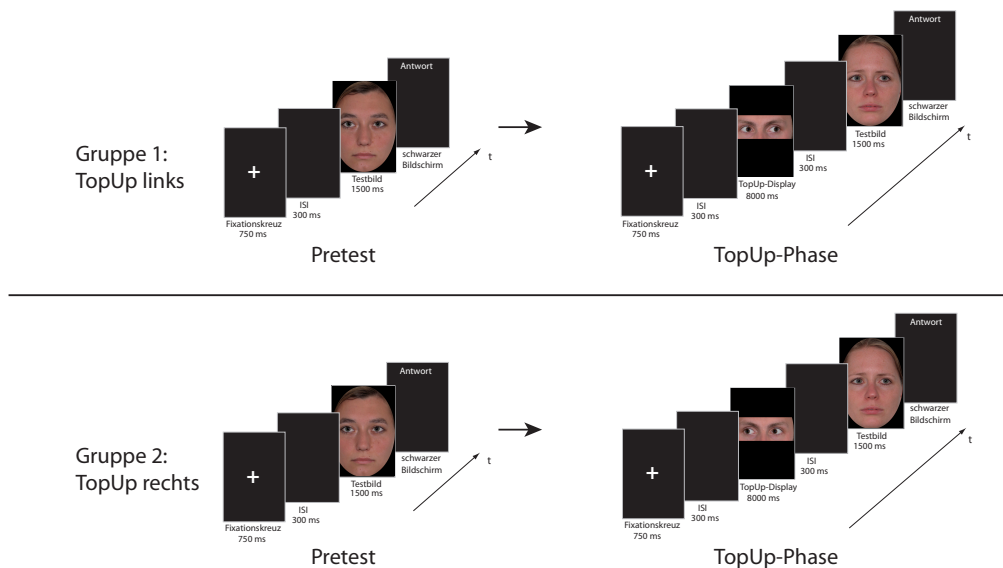 Gruppe 1:
TopUp links
+
Fixationskreuz
750 ms
ISI
300 ms
Testbild
1500 ms
Antwort
schwarzer
Bildschirm
t
Pretest
+
Fixationskreuz
750 ms
ISI
300 ms
TopUp-Display
8000 ms
ISI
300 ms
Testbild
1500 ms
Antwort
schwarzer
Bildschirm
t
TopUp-Phase
Gruppe 2:
TopUp rechts
+
Fixationskreuz
750 ms
ISI
300 ms
Testbild
1500 ms
Antwort
schwarzer
Bildschirm
t
Pretest
+
Fixationskreuz
750 ms
ISI
300 ms
TopUp-Display
8000 ms
ISI
300 ms
Testbild
1500 ms
Antwort
schwarzer
Bildschirm
t
TopUp-Phase